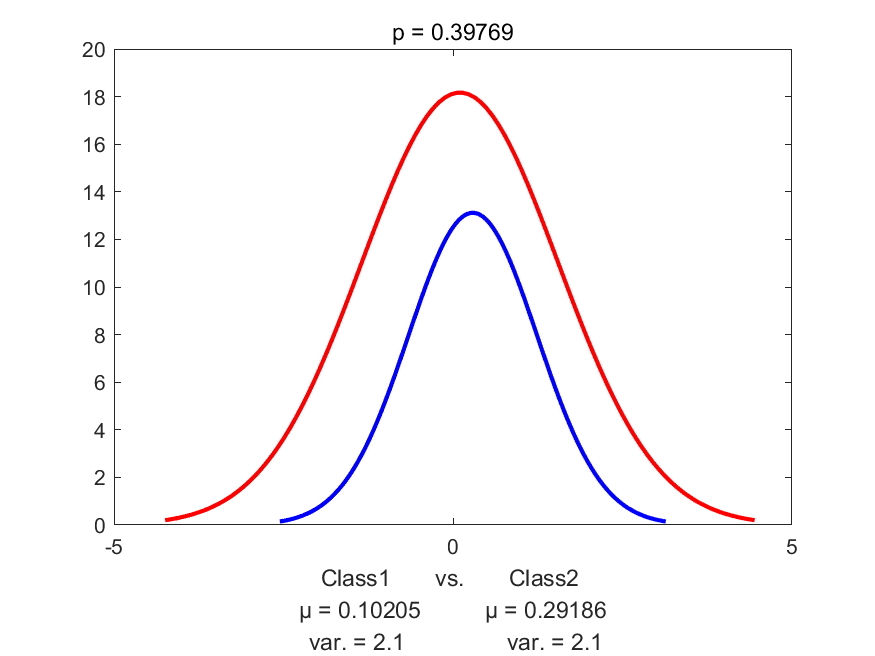 p = 0.39769
20
18
16
14
12
10
8
6
4
2
0
-5 0 5
Class1 vs. Class2
μ = 0.10205 μ = 0.29186
var. = 2.1 var. = 2.1